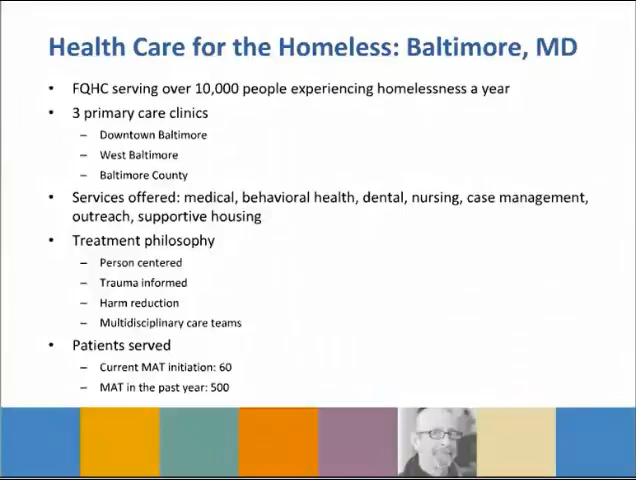 Health Care for the Homeless: Baltimore, MD
• FQHC serving over 10,000 people experiencing homelessness a year
• 3 primary care clinics
– Downtown Baltimore
– West Baltimore
– Baltimore County
• Services offered: medical, behavioral health, dental, nursing, case management,
outreach, supportive housing
• Treatment philosophy
– Person centered
– Trauma informed
– Harm reduction
– Multidisciplinary care teams
• Patients served
– Current MAT initiation: 60
– MAT in the past year: 500